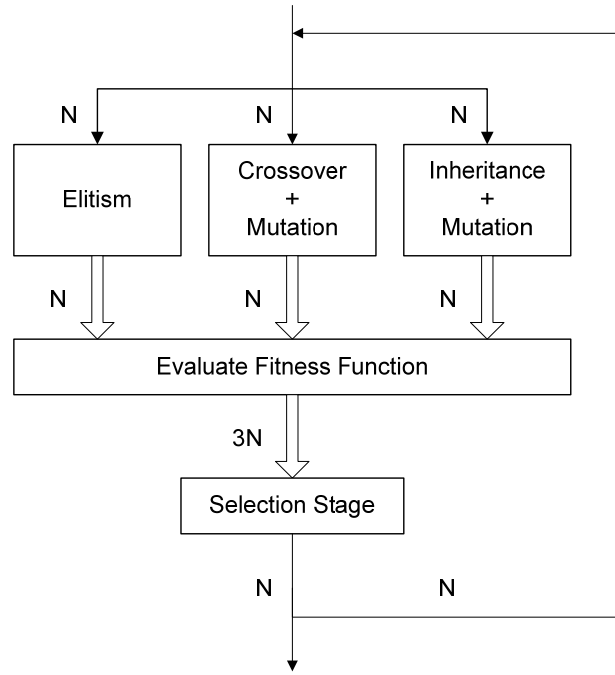 N N N
Elitism
Crossover
+
Mutation
Inheritance
+
Mutation
N N N
Evaluate Fitness Function
3N
Selection Stage
N N